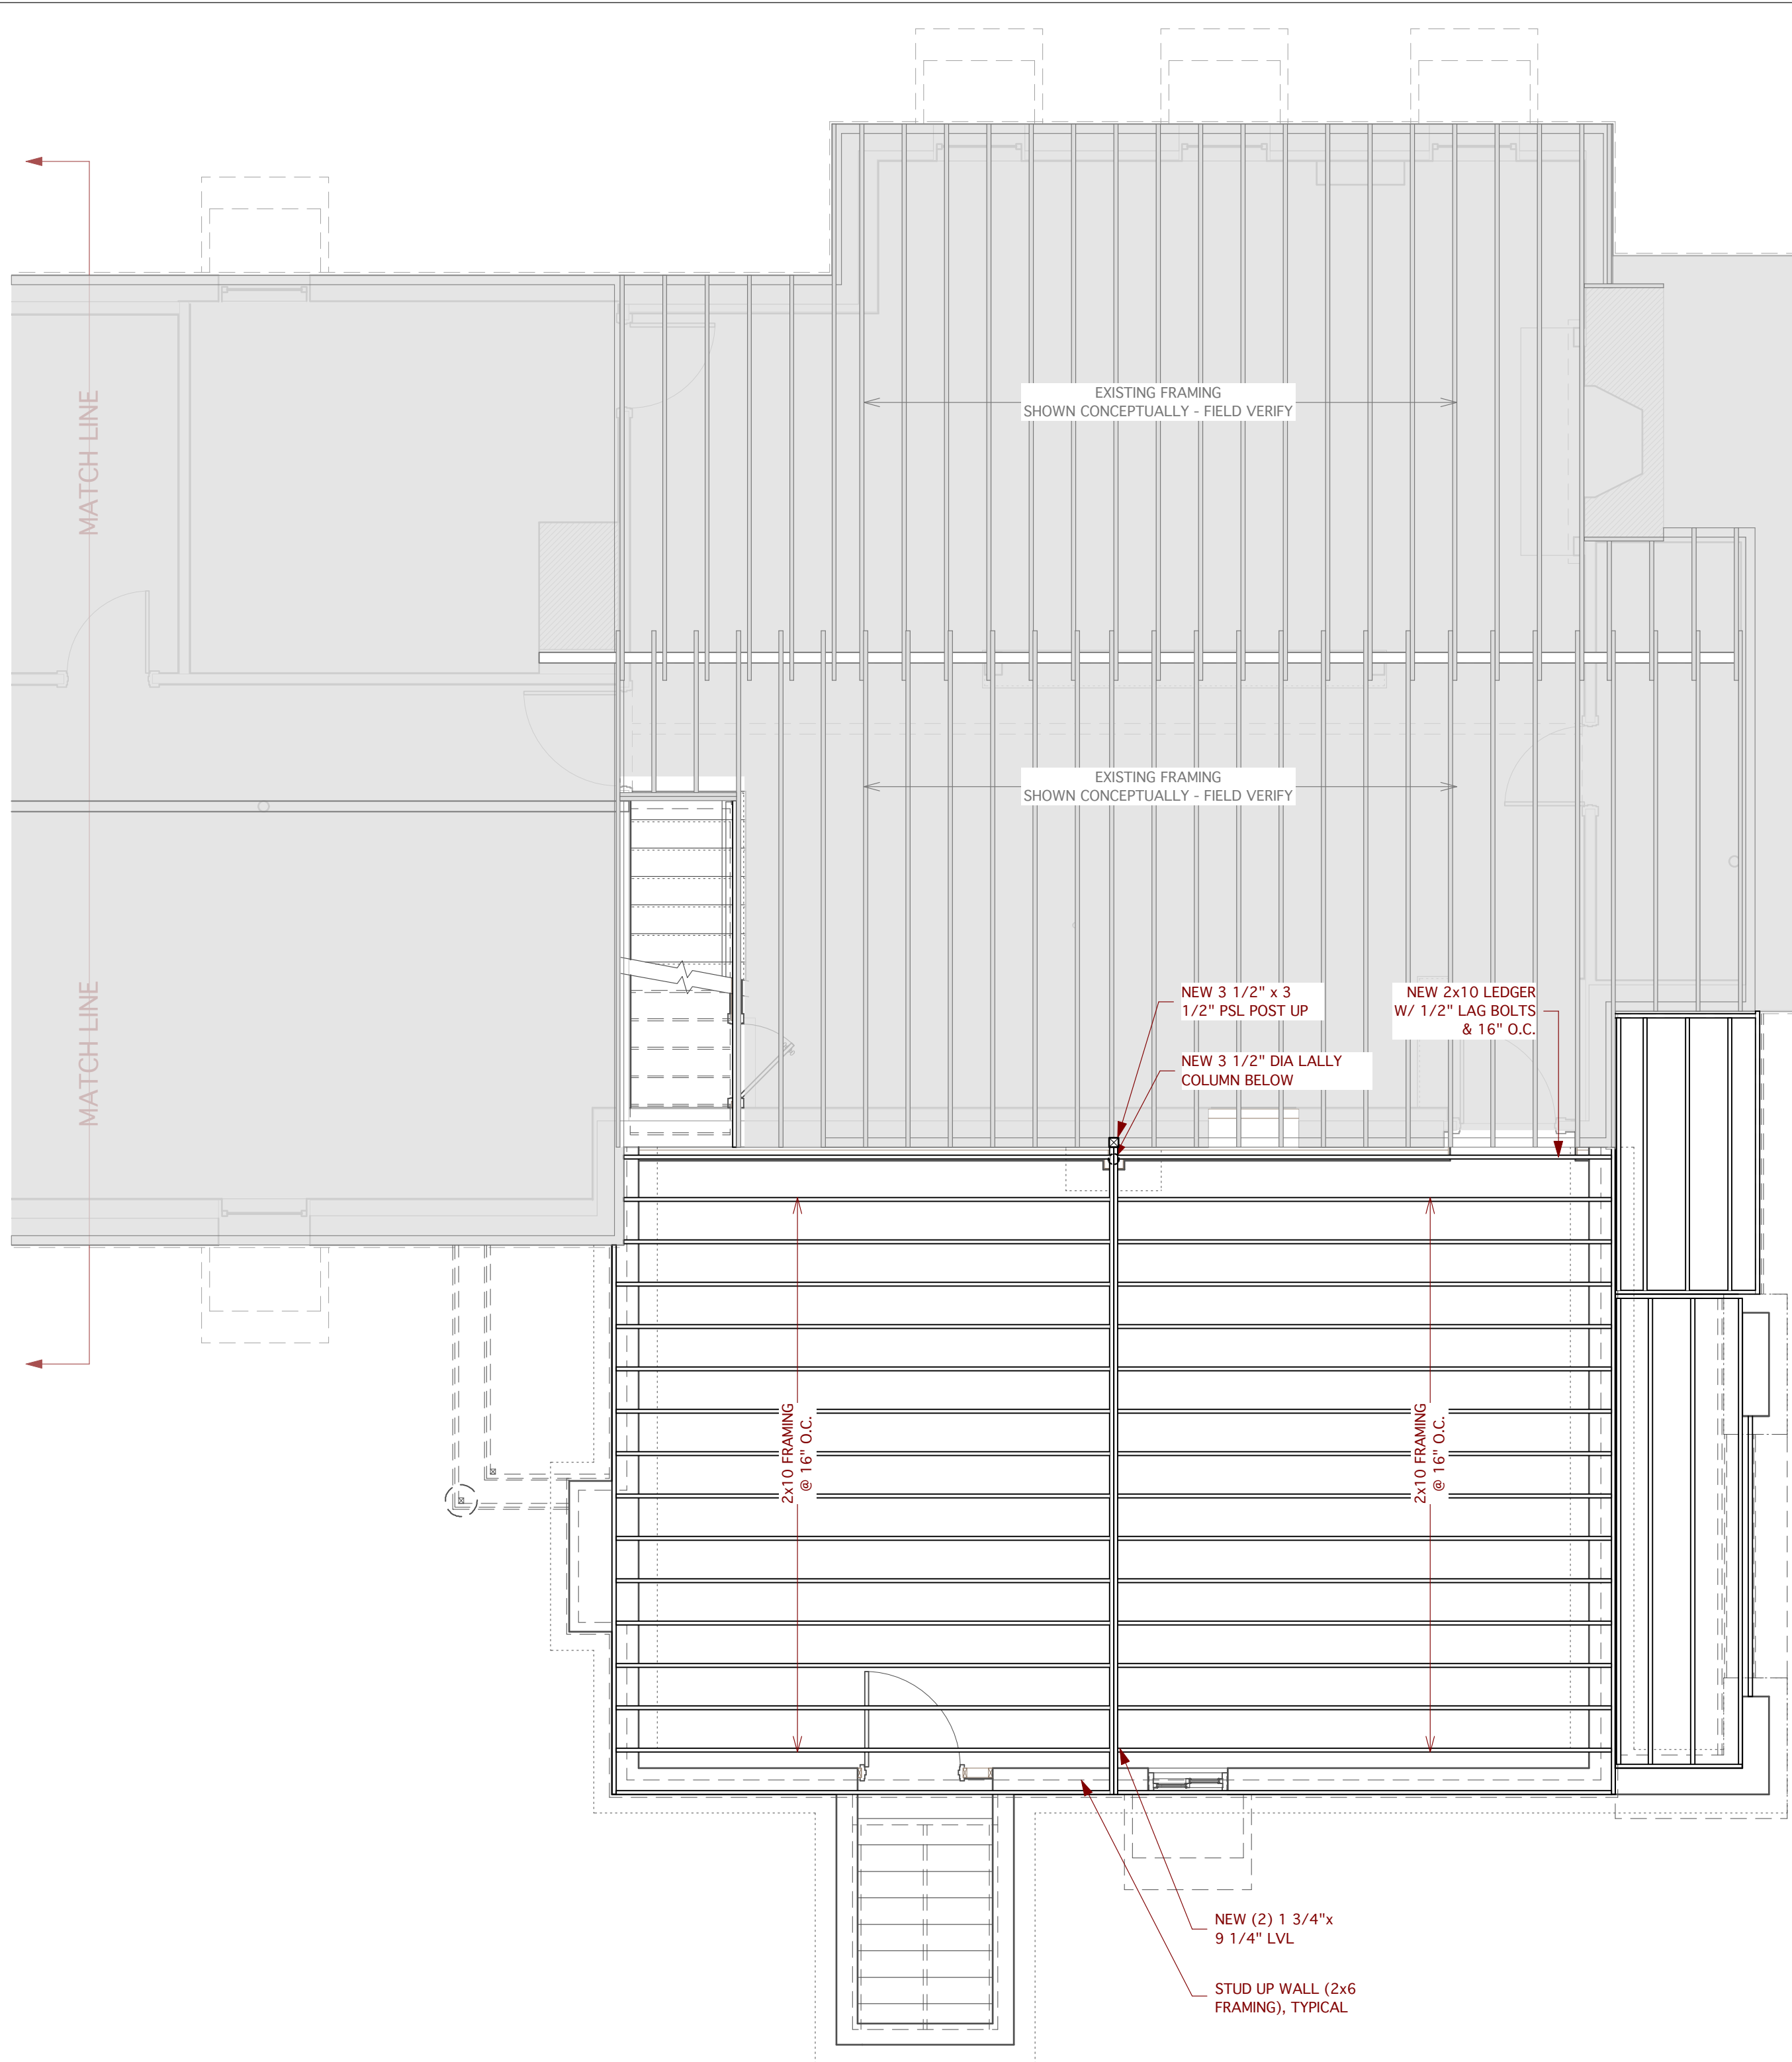 MATCH LINE
EXISTING FRAMING
SHOWN CONCEPTUALLY - FIELD VERIFY
EXISTING FRAMING
SHOWN CONCEPTUALLY - FIELD VERIFY
MATCH LINE
NEW 3 1/2" x 3
1/2" PSL POST UP
NEW 2x10 LEDGER
W/ 1/2" LAG BOLTS
& 16" O.C.
NEW 3 1/2" DIA LALLY
COLUMN BELOW
2x10 FRAMING
@ 16" O.C.
2x10 FRAMING
@ 16" O.C.
NEW (2) 1 3/4"x
9 1/4" LVL
STUD UP WALL (2x6
FRAMING), TYPICAL